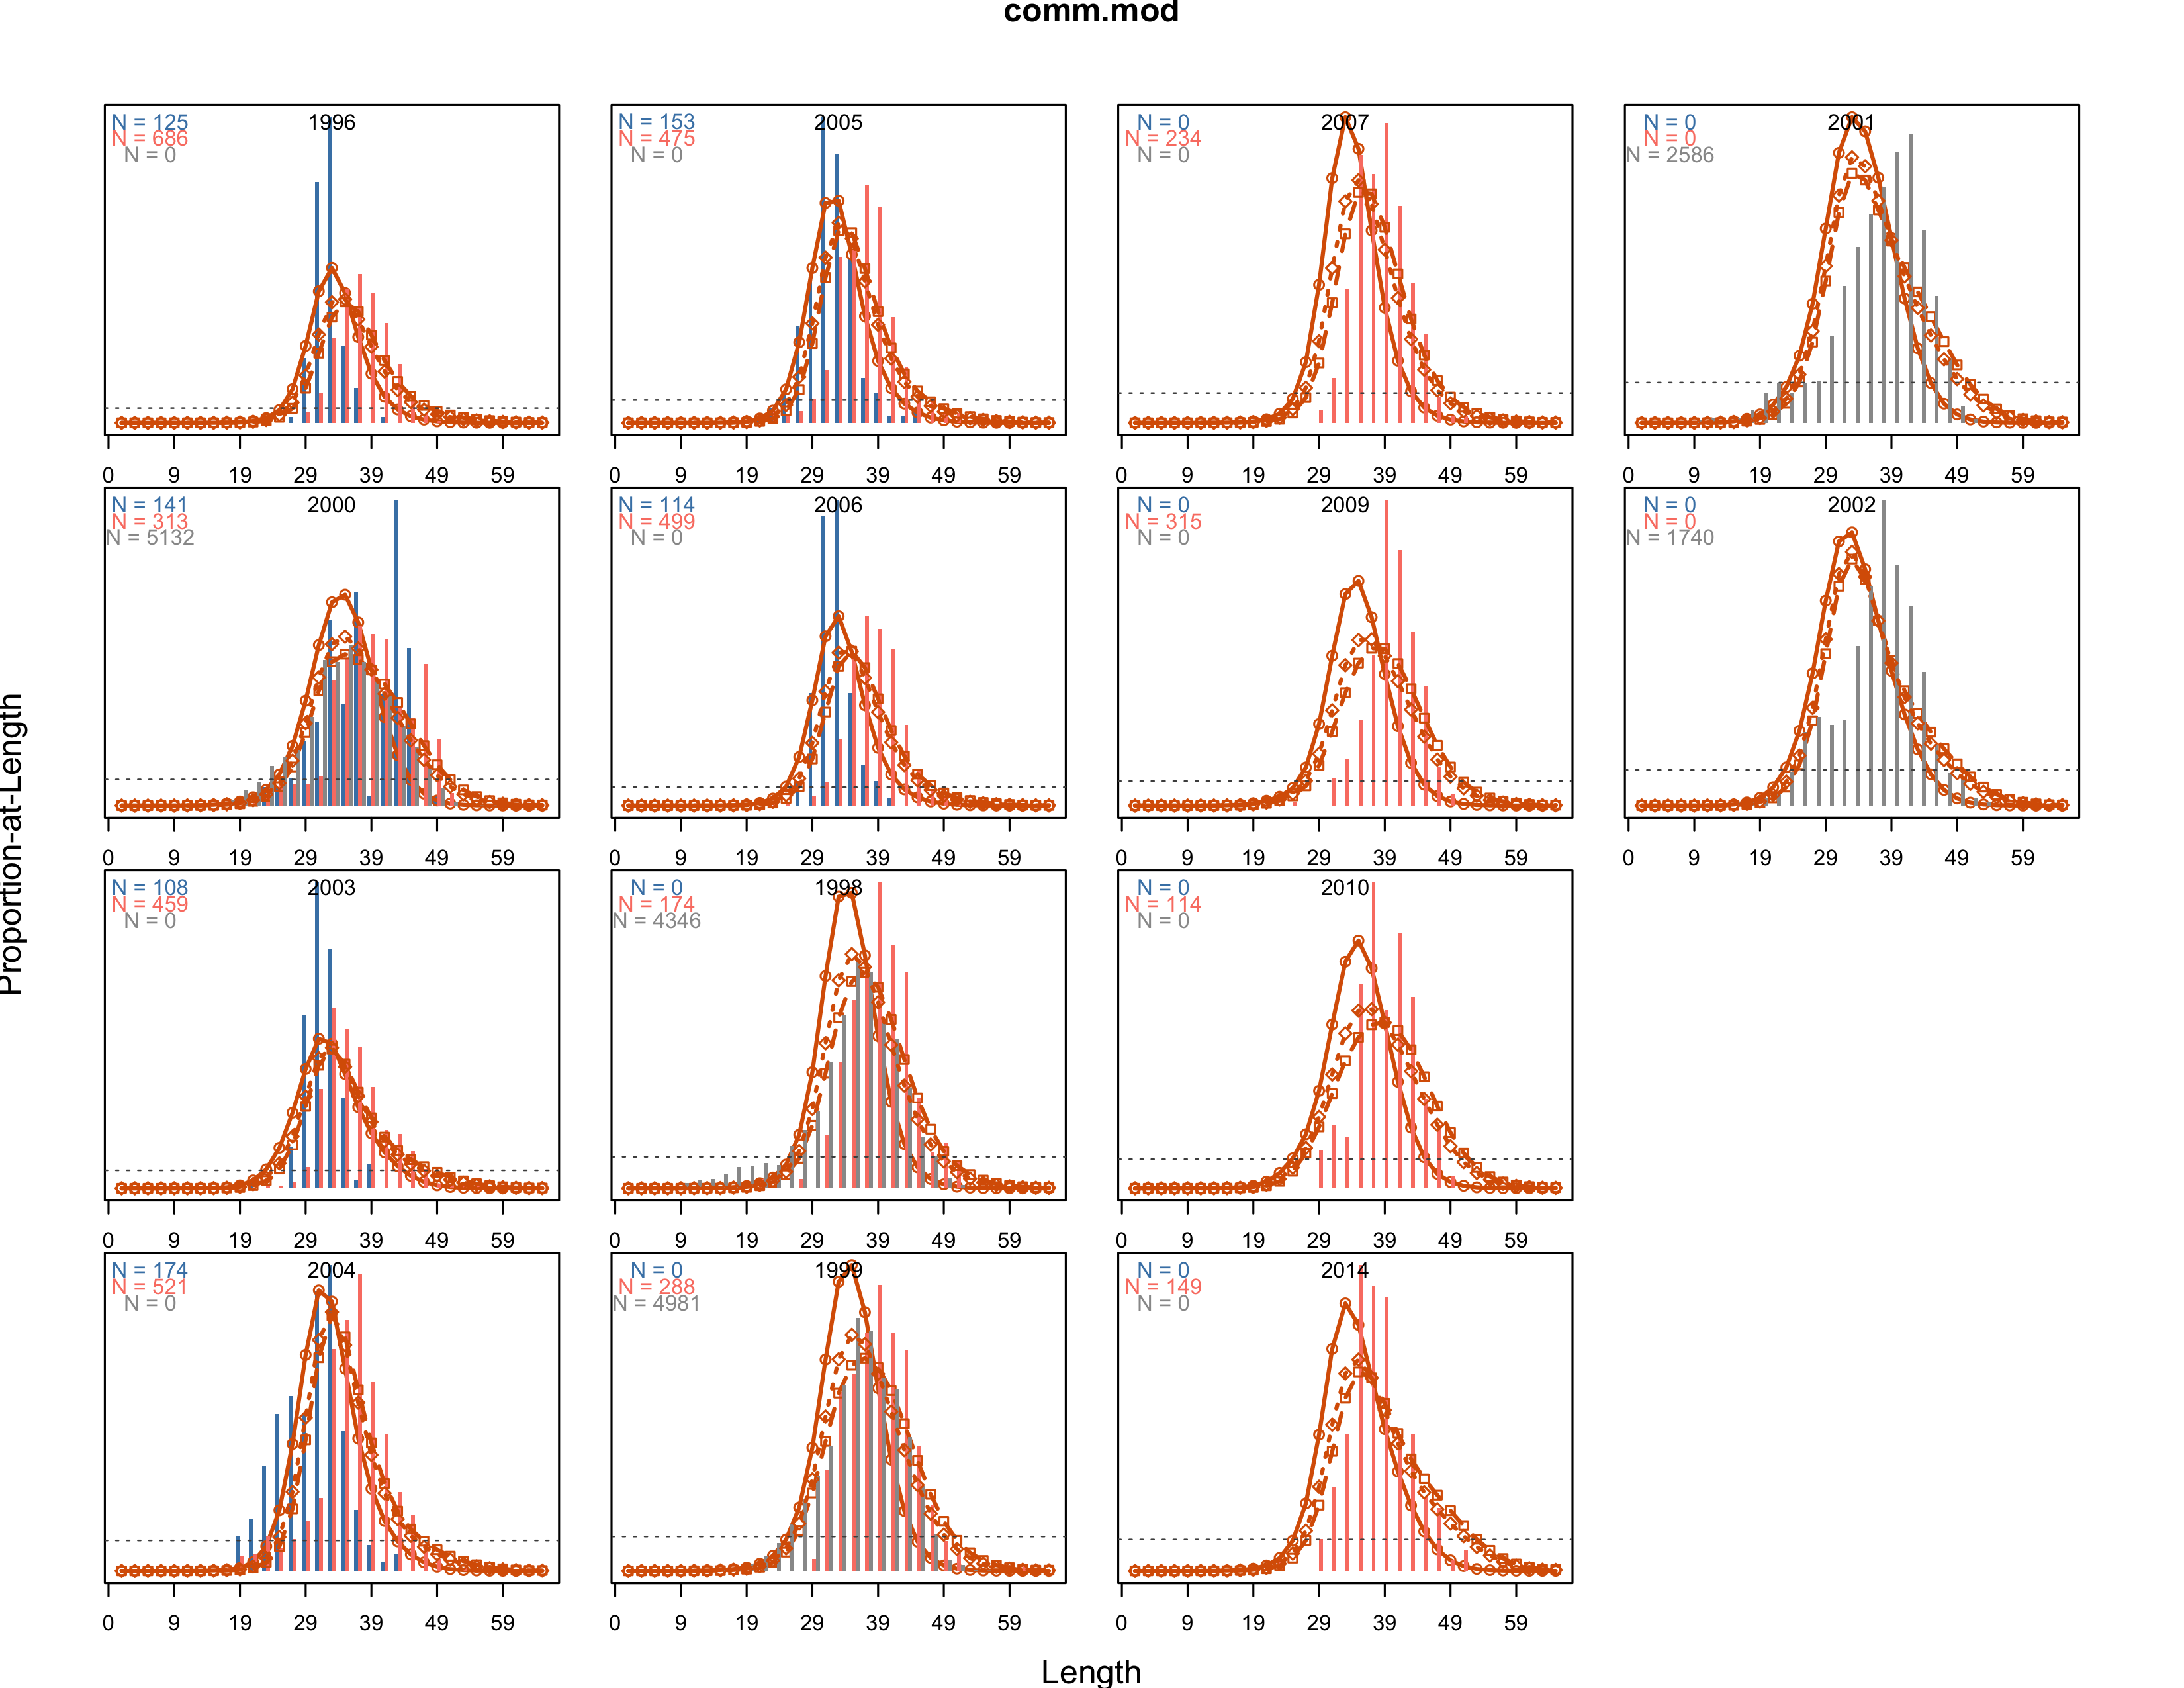 comm.mod
N = 125
N = 686
N = 0
1996
0 9 19 29 39 49 59
N = 153
N = 475
N = 0
2005
0 9 19 29 39 49 59
N = 0
N = 234
N = 0
2007
0 9 19 29 39 49 59
N = 0
N = 0
N = 2586
2001
0 9 19 29 39 49 59
N = 141
N = 313
N = 5132
2000
0 9 19 29 39 49 59
N = 114
N = 499
N = 0
2006
0 9 19 29 39 49 59
N = 0
N = 315
N = 0
2009
0 9 19 29 39 49 59
N = 0
N = 0
N = 1740
2002
0 9 19 29 39 49 59
N = 108
N = 459
N = 0
2003
0 9 19 29 39 49 59
N = 0
N = 174
N = 4346
1998
0 9 19 29 39 49 59
N = 0
N = 114
N = 0
2010
0 9 19 29 39 49 59
N = 174
N = 521
N = 0
2004
0 9 19 29 39 49 59
N = 0
N = 288
N = 4981
1999
0 9 19 29 39 49 59
N = 0
N = 149
N = 0
2014
0 9 19 29 39 49 59
Proportion-at-Length
Length